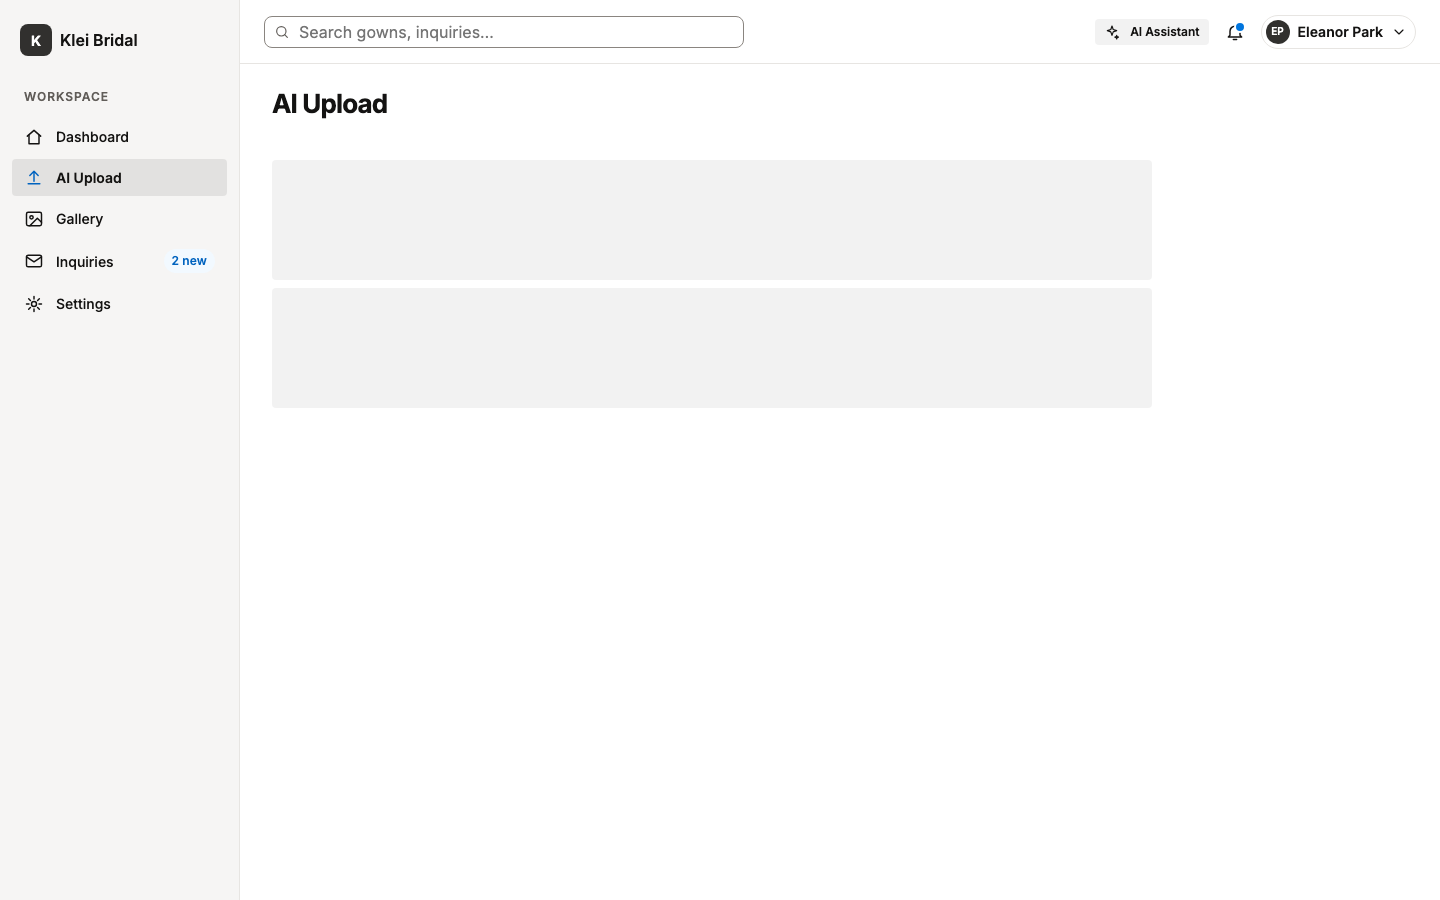 K
Klei Bridal
Search gowns, inquiries...
AI Assistant
EP
Eleanor Park
WORKSPACE
Dashboard
AI Upload
Gallery
Inquiries
2 new
Settings
AI Upload